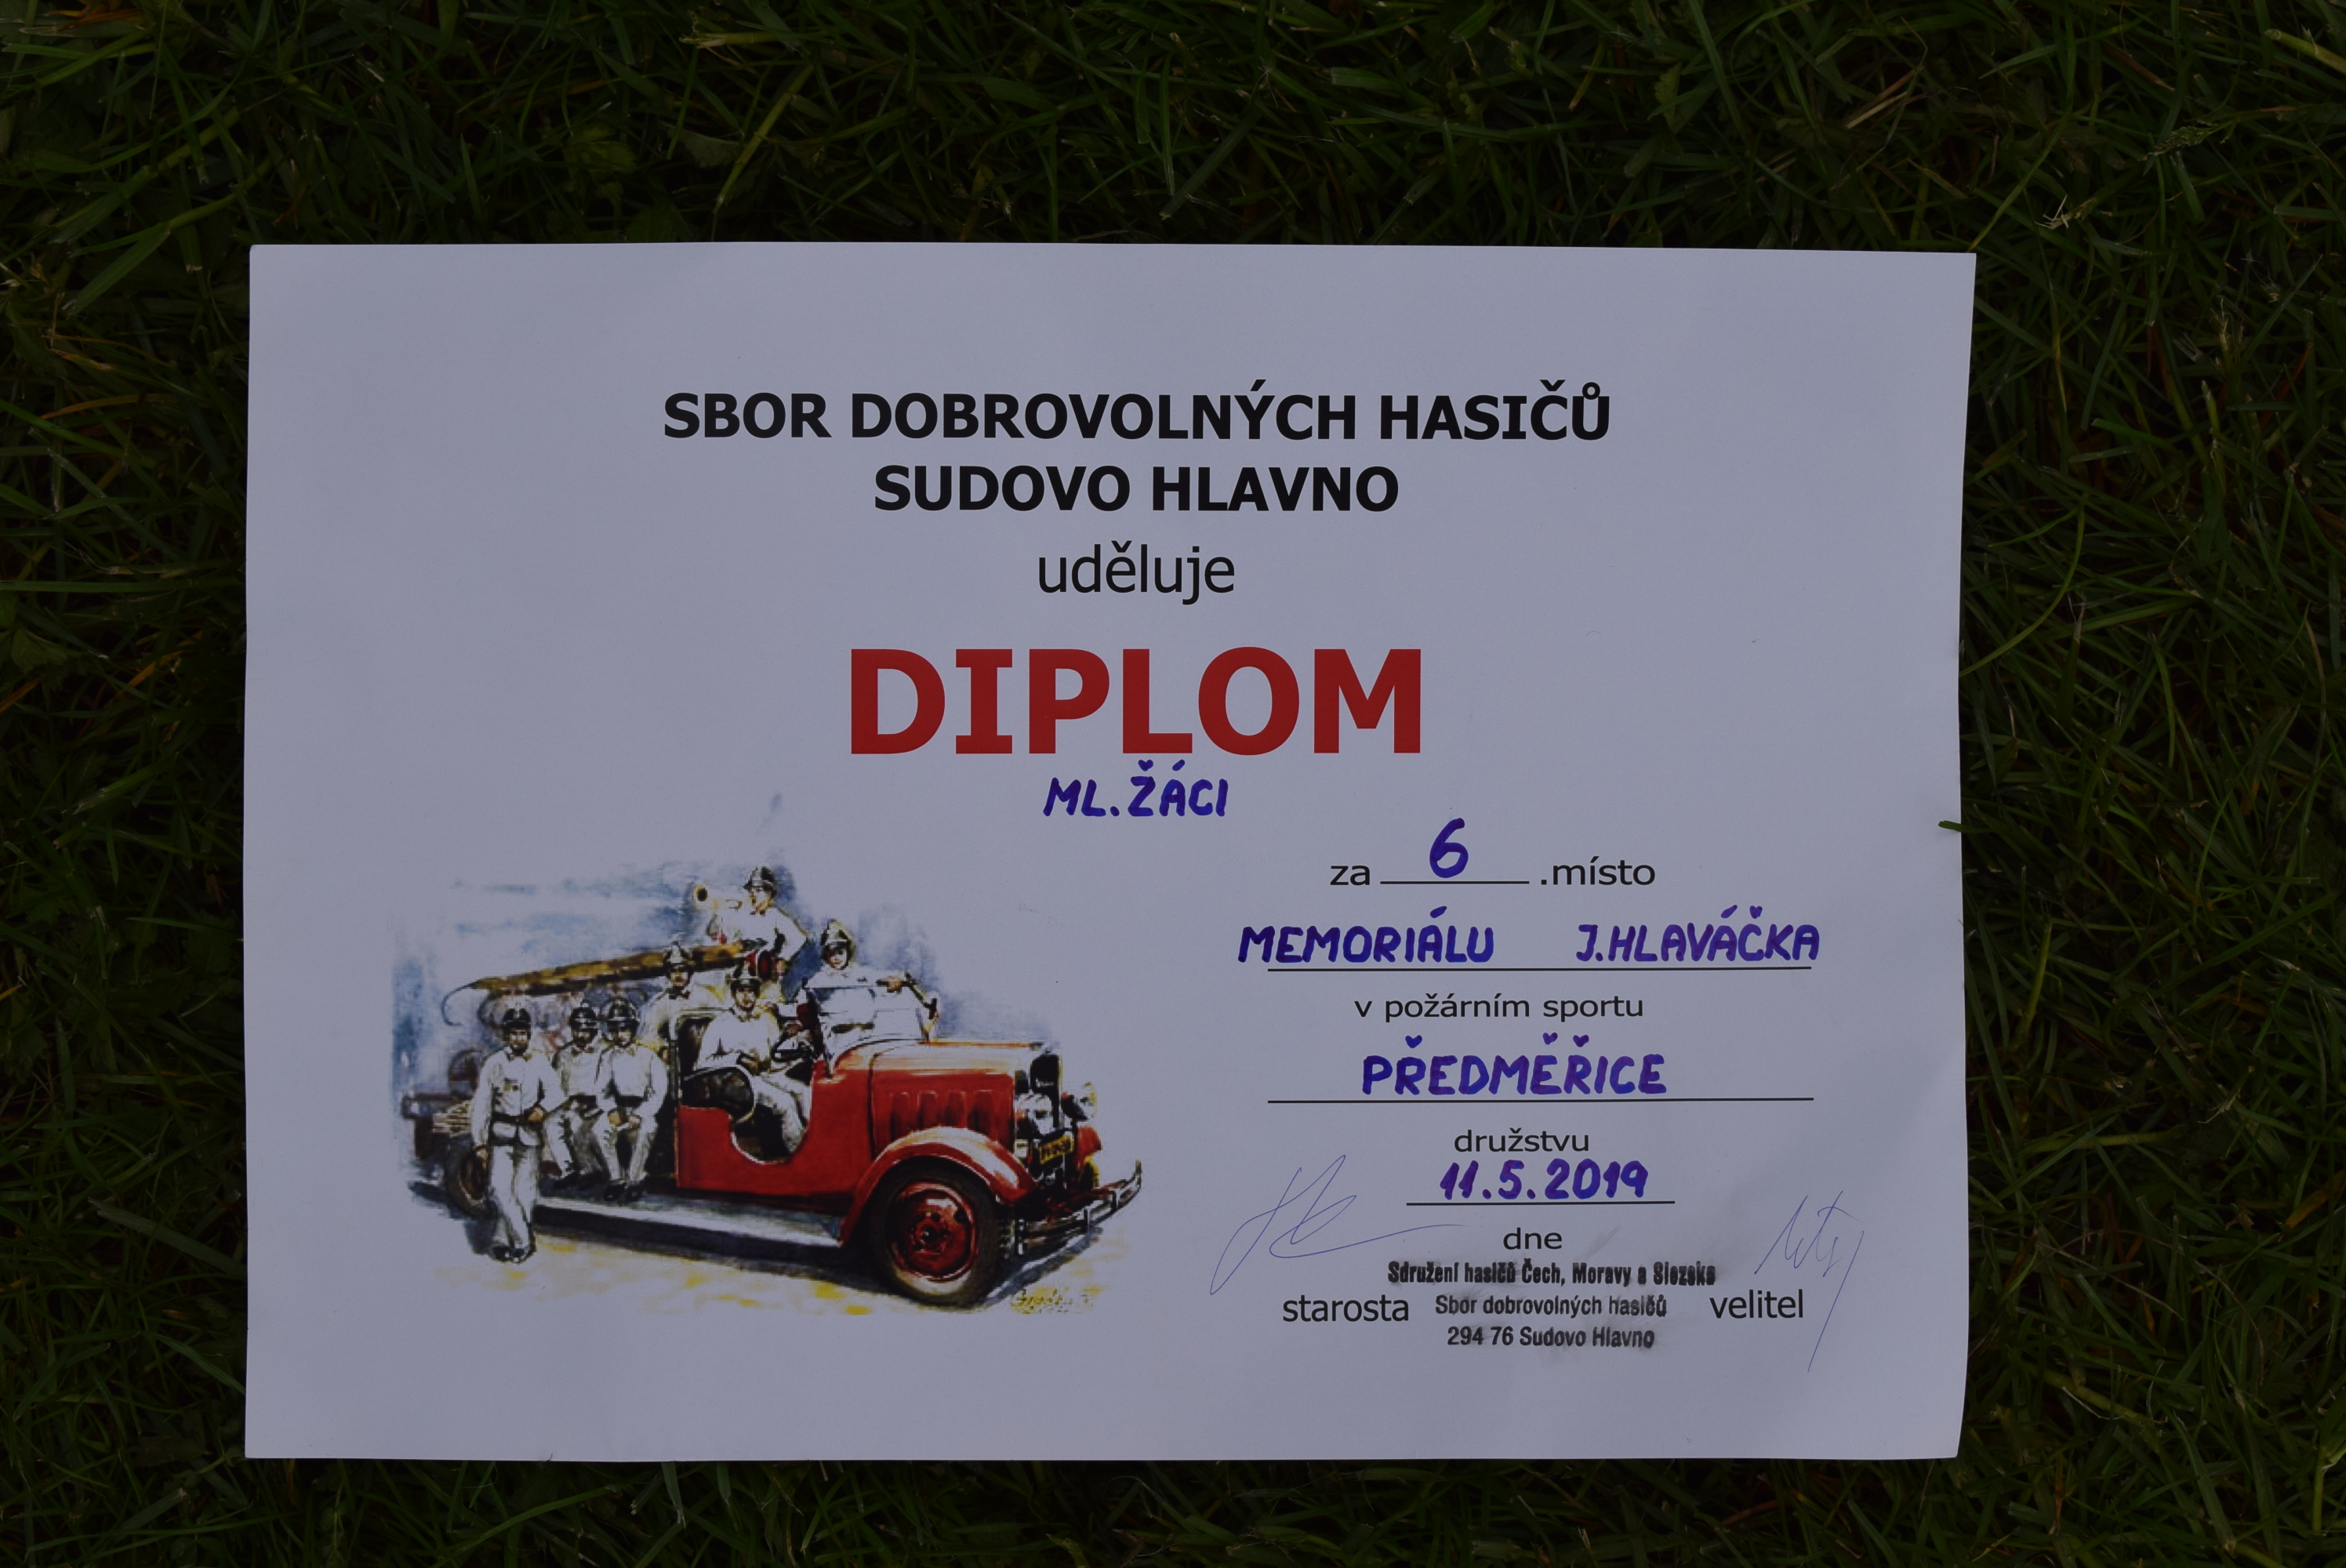 SBOR DOBROVOLNÝCH HASIČŮ
SUDOVO HLAVNO
uděluje
DIPLOM
ML. ŽÁCI
za 6 .místo
MEMORIÁLU J. HLAVÁČKA
v požárním sportu
PŘEDMĚŘICE
družstvu
11.5.2019
dne
Sdružení hasičů Čech, Moravy a Slezska
starosta Sbor dobrovolných hasičů velitel
294 76 Sudovo Hlavno